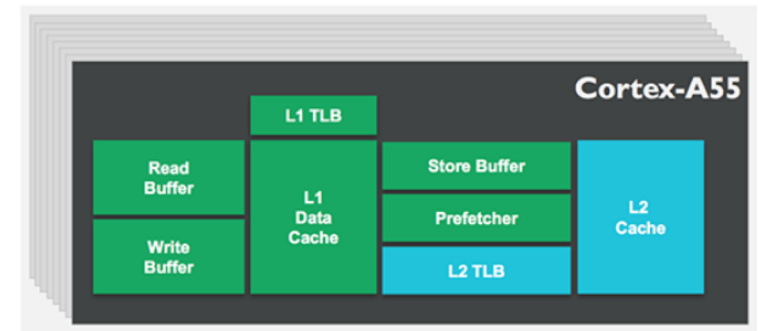 Cortex-A55
L1 TLB
Read
Buffer
Write
Buffer
L1
Data
Cache
Store Buffer
Prefetcher
L2 TLB
L2
Cache